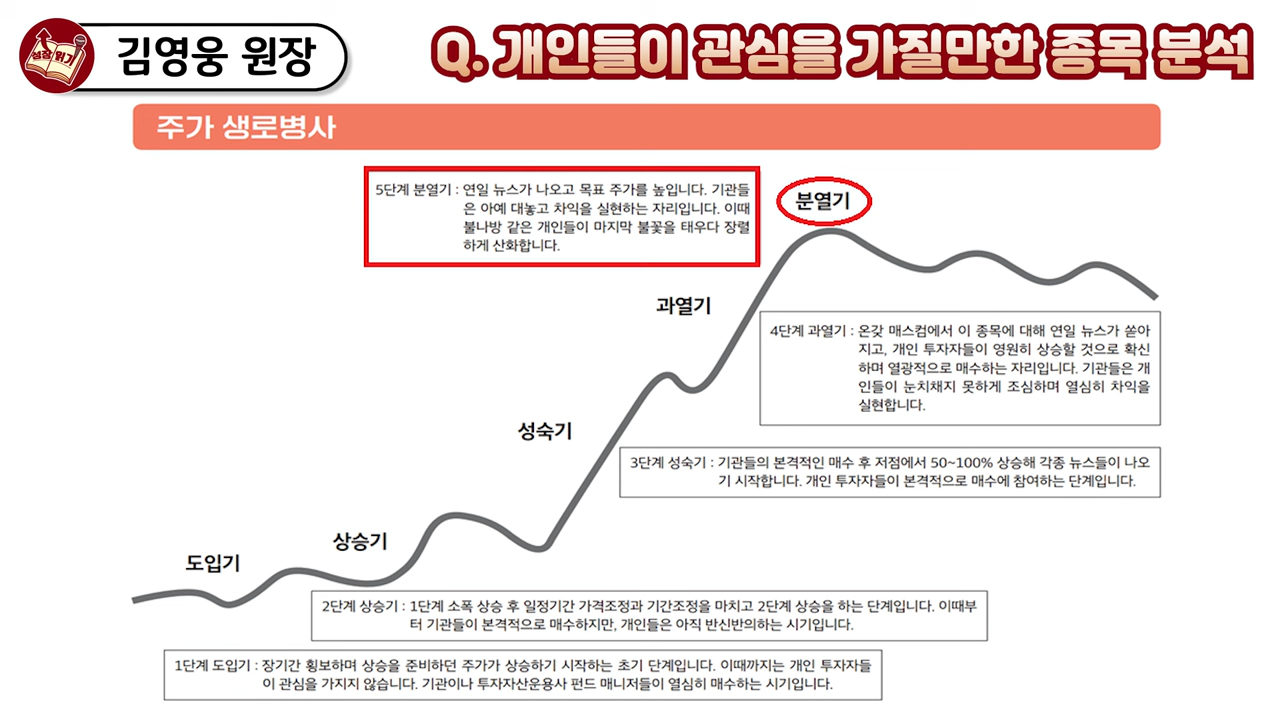 성장 읽기
김영웅 원장
Q. 개인들이 관심을 가질만한 종목 분석
주가 생로병사
5단계 분열기 : 연일 뉴스가 나오고 목표 주가를 높입니다. 기관들
은 아예 대놓고 차익을 실현하는 자리입니다. 이때
불나방 같은 개인들이 마지막 불꽃을 태우다 장렬
하게 산화합니다.
분열기
과열기
4단계 과열기 : 온갖 매스컴에서 이 종목에 대해 연일 뉴스가 쏟아
지고, 개인 투자자들이 영원히 상승할 것으로 확신
하며 열광적으로 매수하는 자리입니다. 기관들은 개
인들이 눈치채지 못하게 조심하며 열심히 차익을
실현합니다.
성숙기
3단계 성숙기 : 기관들의 본격적인 매수 후 저점에서 50~100% 상승해 각종 뉴스들이 나오
기 시작합니다. 개인 투자자들이 본격적으로 매수에 참여하는 단계입니다.
상승기
도입기
2단계 상승기 : 1단계 소폭 상승 후 일정기간 가격조정과 기간조정을 마치고 2단계 상승을 하는 단계입니다. 이때부
터 기관들이 본격적으로 매수하지만, 개인들은 아직 반신반의하는 시기입니다.
1단계 도입기 : 장기간 횡보하며 상승을 준비하던 주가가 상승하기 시작하는 초기 단계입니다. 이때까지는 개인 투자자들
이 관심을 가지지 않습니다. 기관이나 투자자산운용사 펀드 매니저들이 열심히 매수하는 시기입니다.